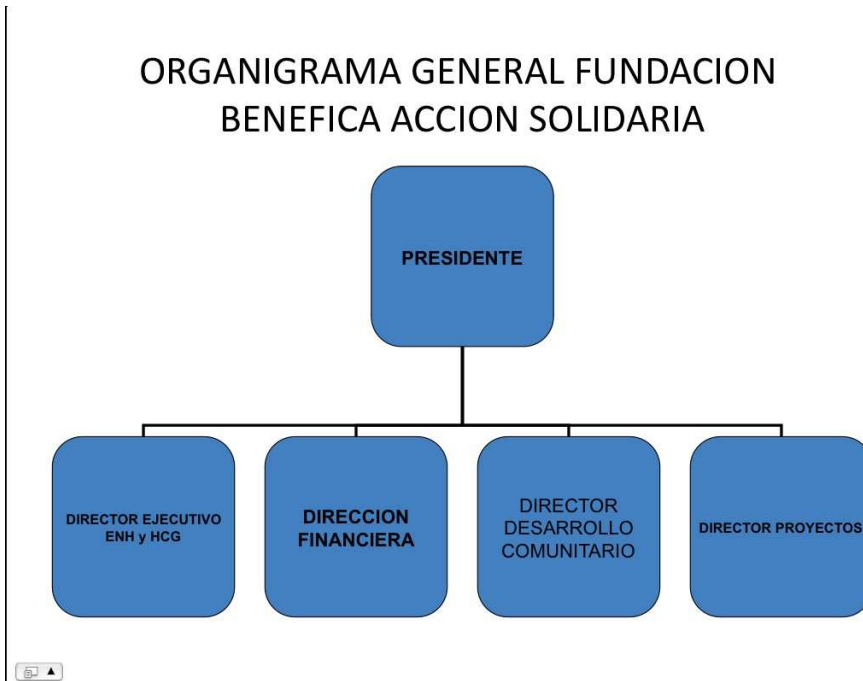 ORGANIGRAMA GENERAL FUNDACION
BENEFICA ACCION SOLIDARIA
PRESIDENTE
DIRECTOR EJECUTIVO
ENH y HCG
DIRECCION
FINANCIERA
DIRECTOR
DESARROLLO
COMUNITARIO
DIRECTOR PROYECTOS